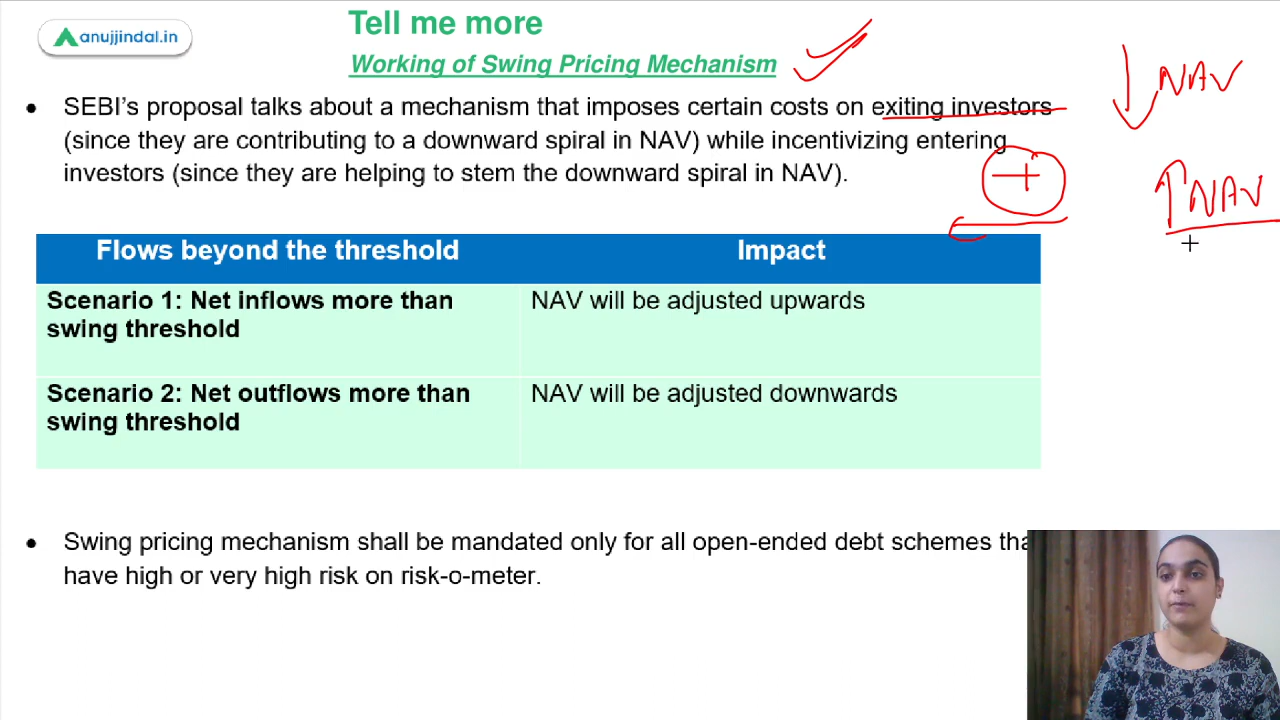 anujjindal.in
Tell me more
Working of Swing Pricing Mechanism
NAV
• SEBI's proposal talks about a mechanism that imposes certain costs on exiting investors
(since they are contributing to a downward spiral in NAV) while incentivizing entering
investors (since they are helping to stem the downward spiral in NAV).
+
NAV
Flows beyond the threshold Impact
Scenario 1: Net inflows more than NAV will be adjusted upwards
swing threshold
Scenario 2: Net outflows more than NAV will be adjusted downwards
swing threshold
• Swing pricing mechanism shall be mandated only for all open-ended debt schemes tha
have high or very high risk on risk-o-meter.